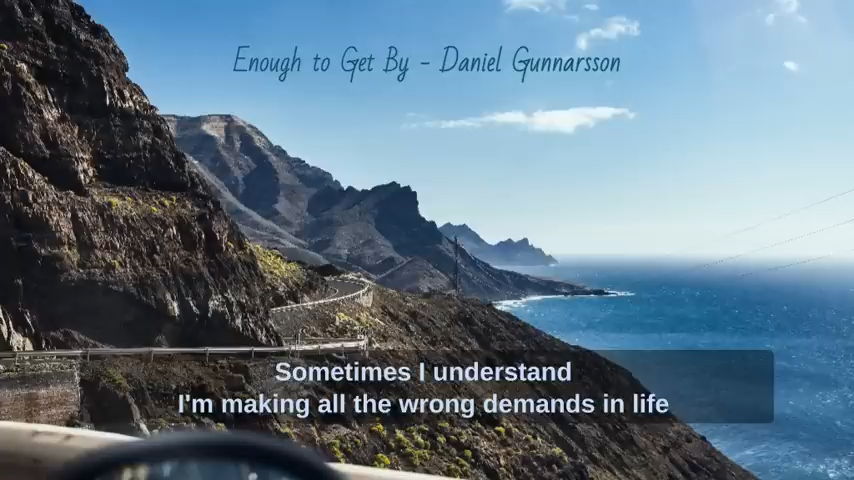 Enough to Get By - Daniel Gunnarsson
Sometimes I understand
I'm making all the wrong demands in life